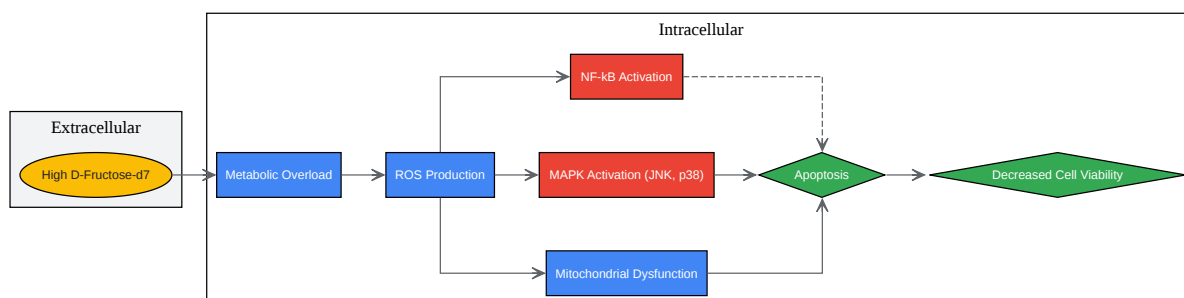 Intracellular
NF-kB Activation
Extracellular
High D-Fructose-d7
Metabolic Overload
ROS Production
MAPK Activation (JNK, p38)
Apoptosis
Decreased Cell Viability
Mitochondrial Dysfunction